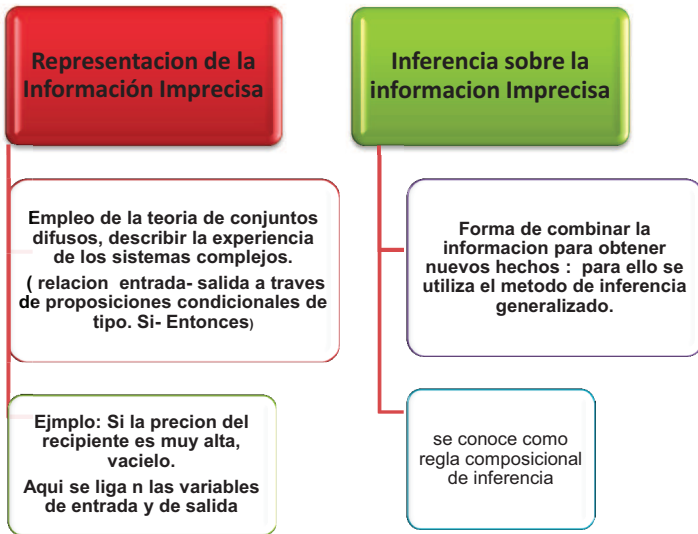 Representacion de la
Información Imprecisa
Empleo de la teoria de conjuntos
difusos, describir la experiencia
de los sistemas complejos.
( relacion entrada- salida a traves
de proposiciones condicionales de
tipo. Si- Entonces)
Ejmplo: Si la precion del
recipiente es muy alta,
vacielo.
Aqui se liga n las variables
de entrada y de salida
Inferencia sobre la
informacion Imprecisa
Forma de combinar la
informacion para obtener
nuevos hechos : para ello se
utiliza el metodo de inferencia
generalizado.
se conoce como
regla composicional
de inferencia